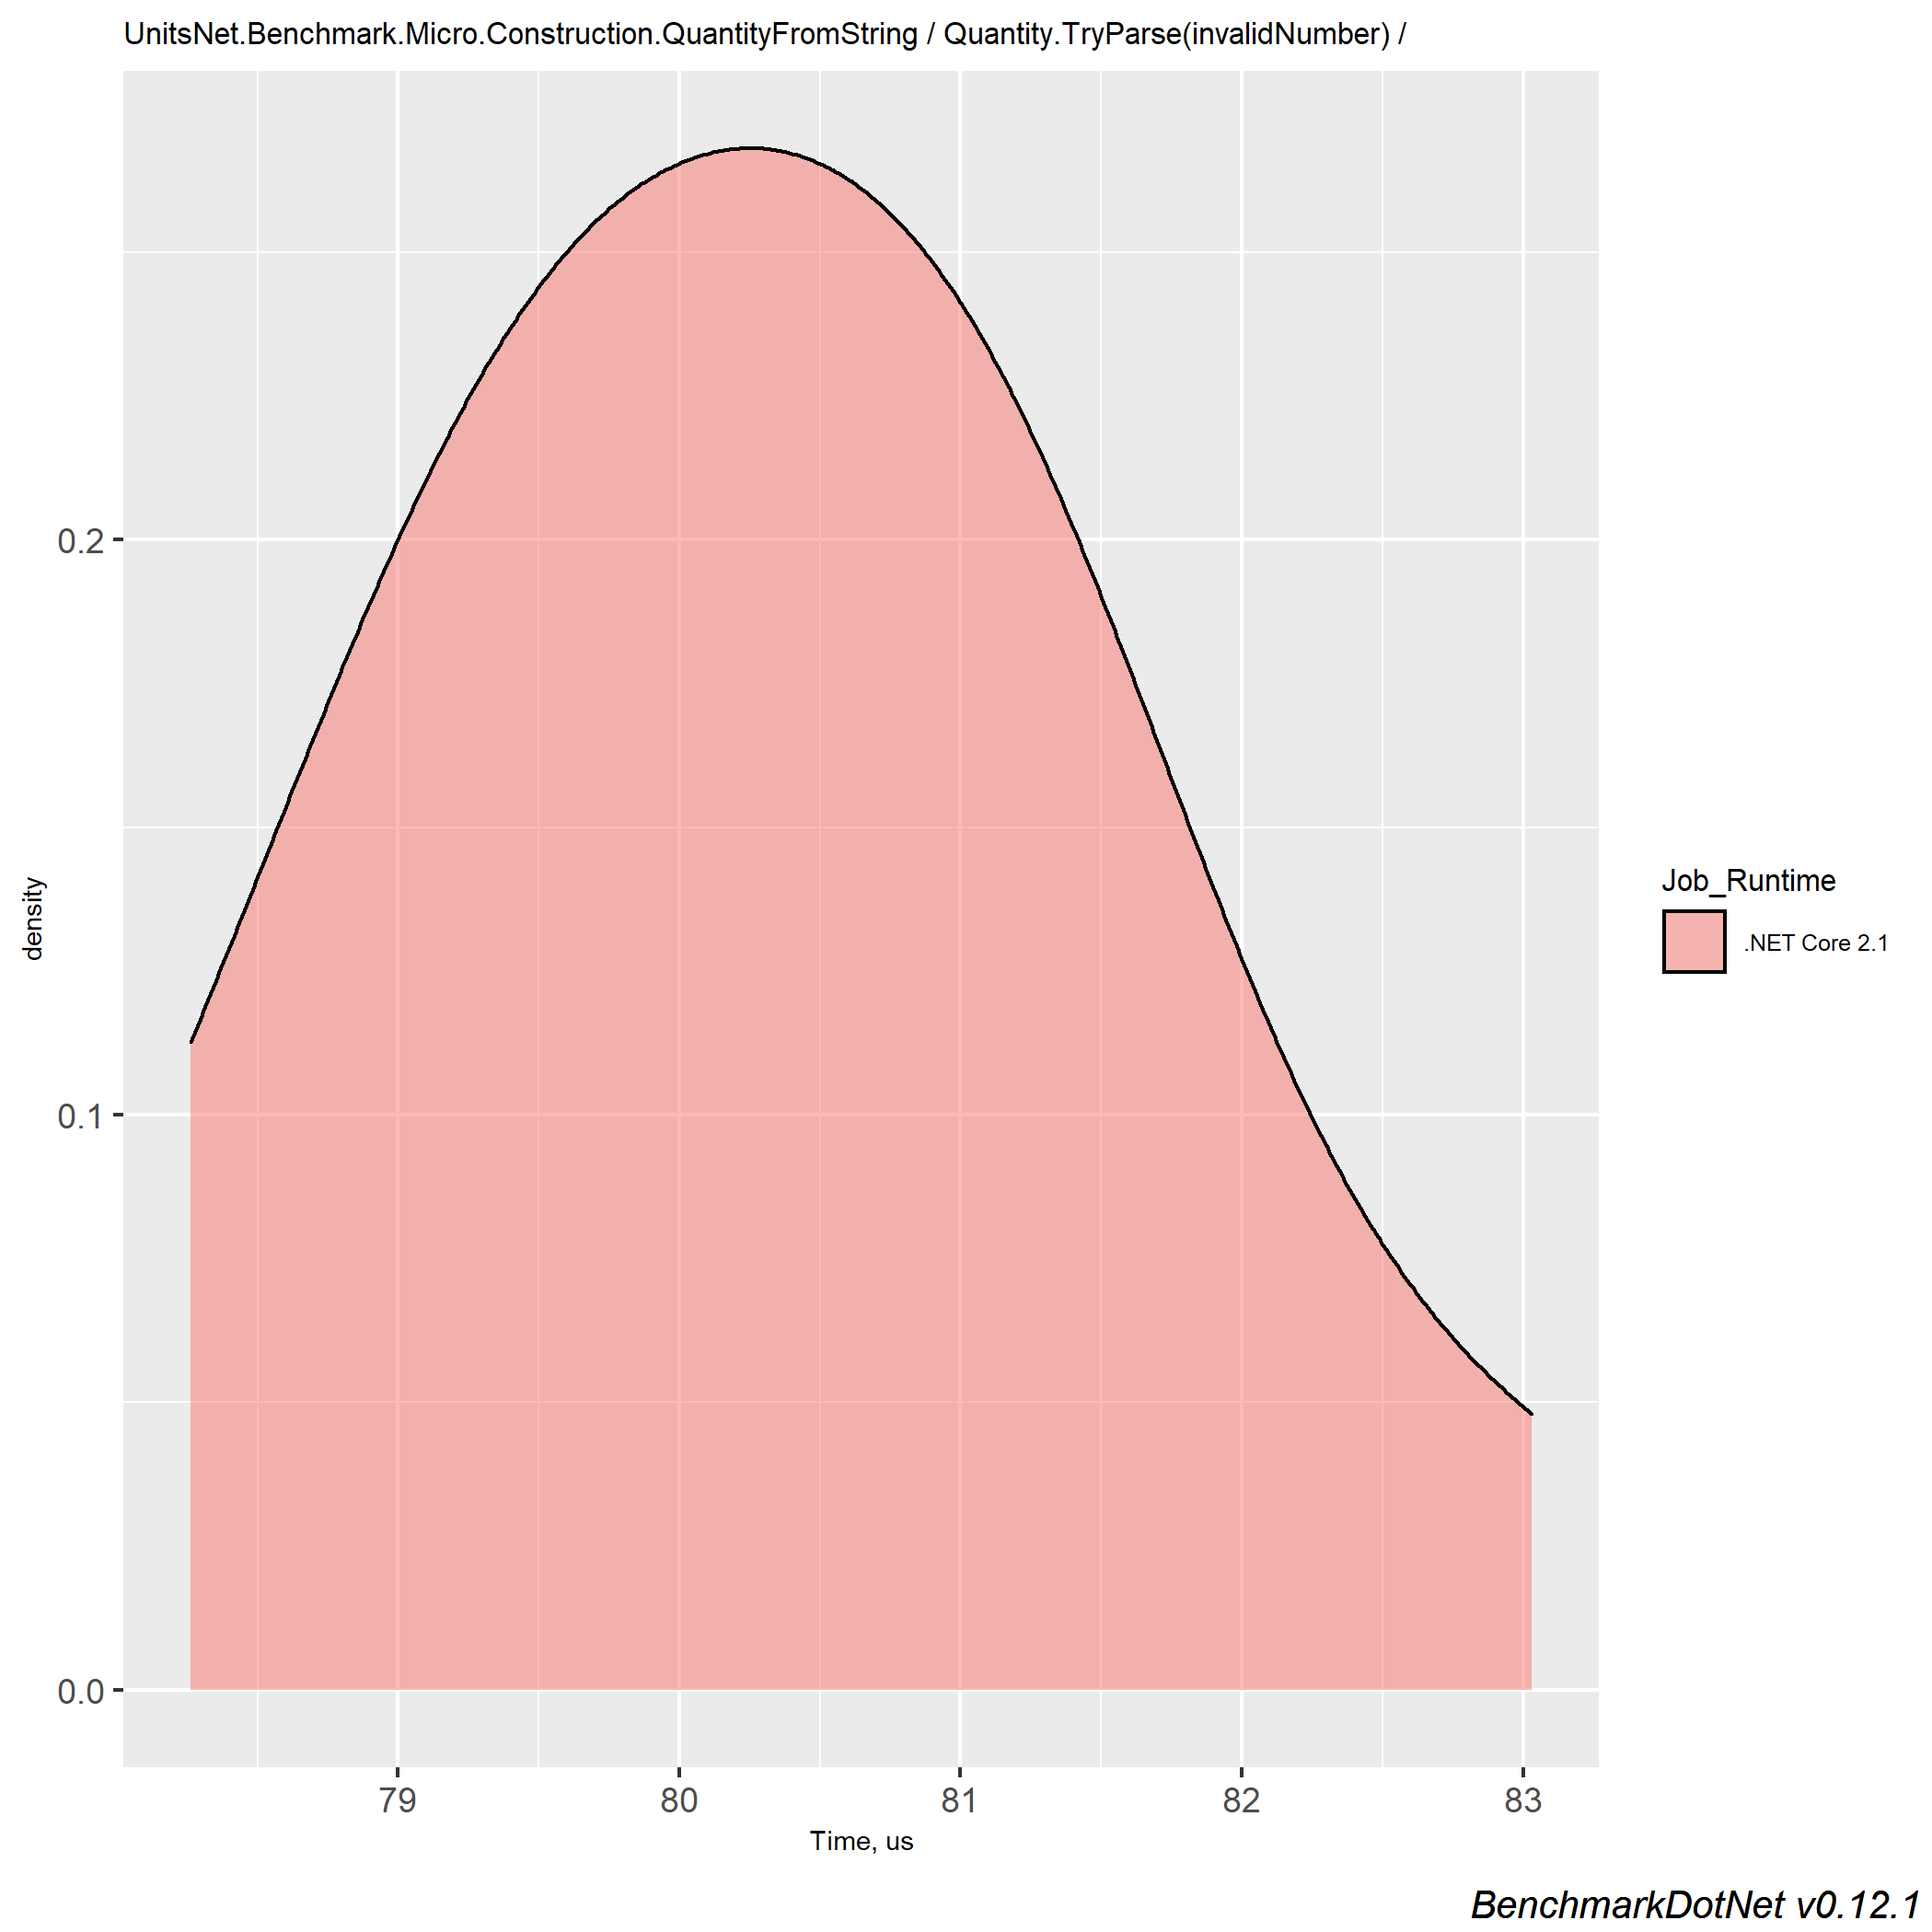 UnitsNet.Benchmark.Micro.Construction.QuantityFromString / Quantity.TryParse(invalidNumber) /
0.2
0.1
0.0
density
79 80 81 82 83
Time, us
Job_Runtime
.NET Core 2.1
BenchmarkDotNet v0.12.1